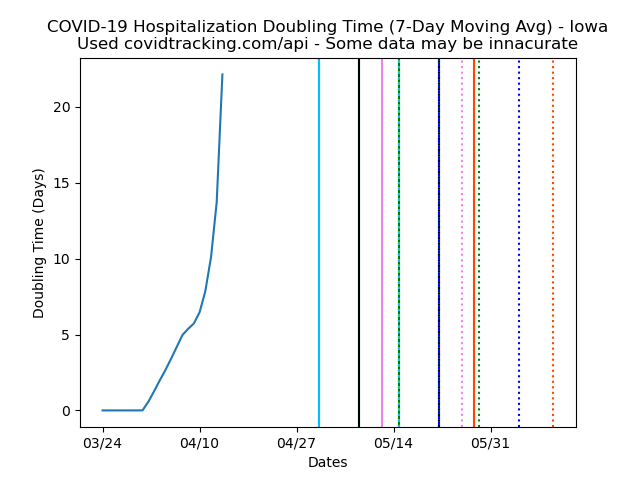 COVID-19 Hospitalization Doubling Time (7-Day Moving Avg) - Iowa
Used covidtracking.com/api - Some data may be innacurate
Doubling Time (Days)
20
15
10
5
0
03/24 04/10 04/27 05/14 05/31
Dates